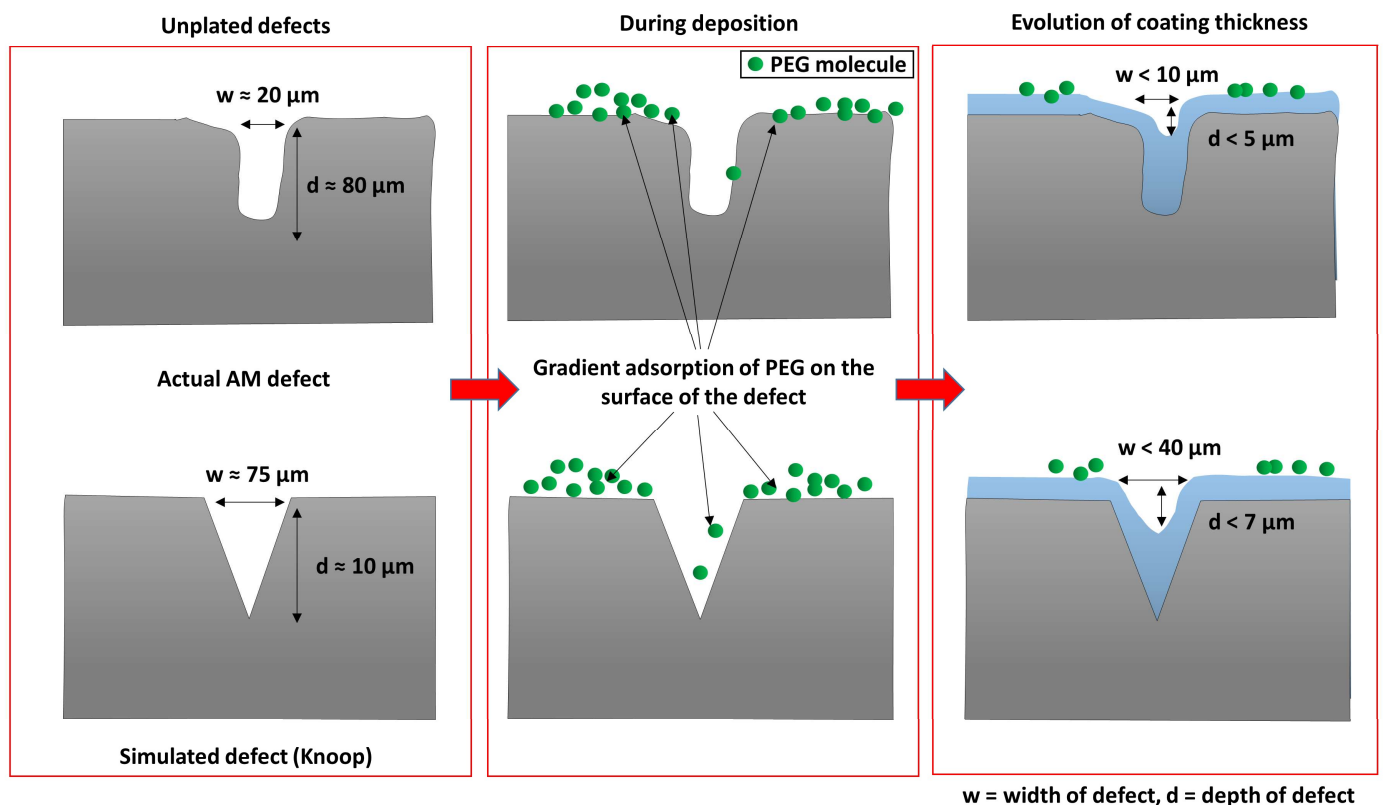 Unplated defects
During deposition
Evolution of coating thickness
PEG molecule
w ≈ 20 µm
d ≈ 80 µm
w < 10 µm
d < 5 µm
Actual AM defect
Gradient adsorption of PEG on the
surface of the defect
w ≈ 75 µm
d ≈ 10 µm
w < 40 µm
d < 7 µm
Simulated defect (Knoop)
w = width of defect, d = depth of defect